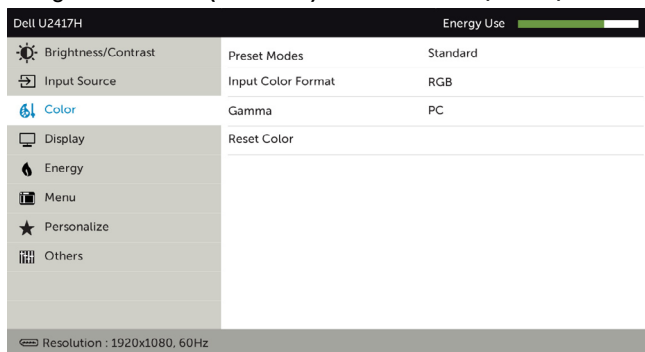 Dell U2417H
Energy Use
Brightness/Contrast
Preset Modes Standard
Input Source
Input Color Format RGB
Color
Gamma PC
Display
Reset Color
Energy
Menu
Personalize
Others
Resolution : 1920x1080, 60Hz